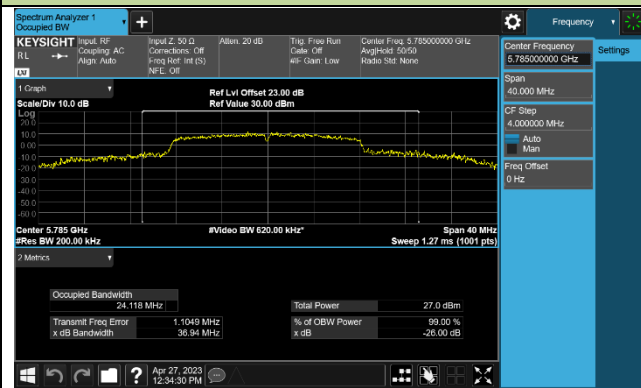 Spectrum Analyzer 1
Occupied BW
Frequency
KEYSIGHT
RL
LXI
Input: RF
Coupling: AC
Align: Auto
Input Z: 50 Ω
Corrections: Off
Freq Ref: Int (S)
NFE: Off
Atten: 20 dB
Trig: Free Run
Gate: Off
#IF Gain: Low
Center Freq: 5.785000000 GHz
Avg|Hold: 50/50
Radio Std: None
Center Frequency
5.785000000 GHz
Settings
Span
40.000 MHz
CF Step
4.000000 MHz
Auto
Man
Freq Offset
0 Hz
1 Graph
Scale/Div 10.0 dB
Ref Lvl Offset 23.00 dB
Ref Value 30.00 dBm
Log
20.0
10.0
0.00
-10.0
-20.0
-30.0
-40.0
-50.0
-60.0
Center 5.785 GHz
#Res BW 200.00 kHz
#Video BW 620.00 kHz*
Span 40 MHz
Sweep 1.27 ms (1001 pts)
2 Metrics
Occupied Bandwidth
24.118 MHz
Total Power 27.0 dBm
Transmit Freq Error 1.1049 MHz
% of OBW Power 99.00 %
x dB Bandwidth 36.94 MHz
x dB -26.00 dB
?
Apr 27, 2023
12:34:30 PM